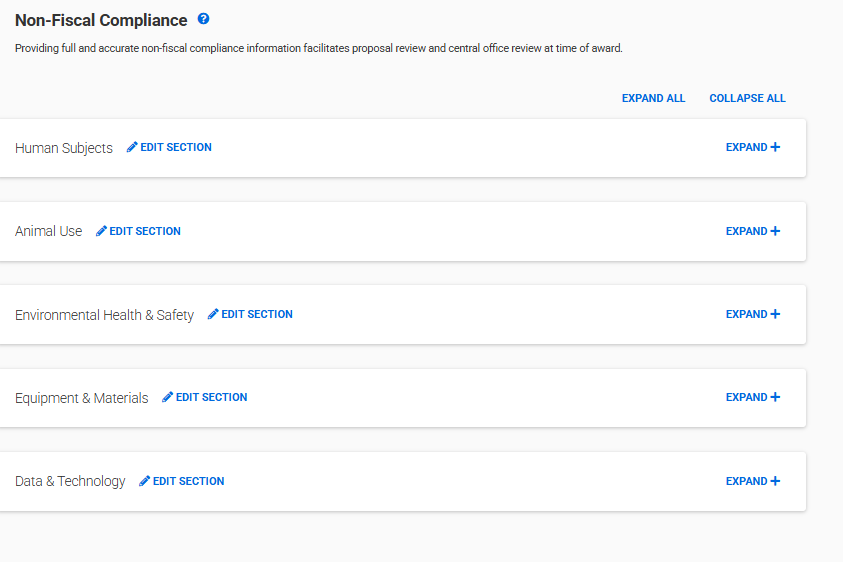 Non-Fiscal Compliance ?
Providing full and accurate non-fiscal compliance information facilitates proposal review and central office review at time of award.
EXPAND ALL COLLAPSE ALL
Human Subjects EDIT SECTION EXPAND +
Animal Use EDIT SECTION EXPAND +
Environmental Health & Safety EDIT SECTION EXPAND +
Equipment & Materials EDIT SECTION EXPAND +
Data & Technology EDIT SECTION EXPAND +